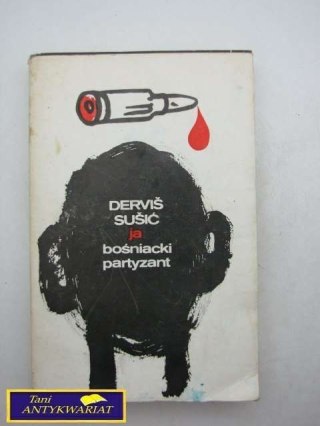 DERVIŠ
SUŠIĆ
ja
bośniacki
partyzant
Tani
ANTYKWARIAT